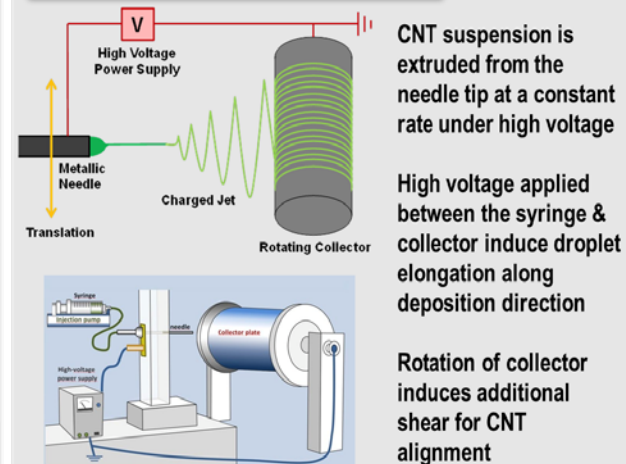 V
High Voltage
Power Supply
Metallic
Needle
Charged Jet
Translation
Rotating Collector
Syringe
Injection pump
needle
Collector plate
High-voltage
power supply
CNT suspension is
extruded from the
needle tip at a constant
rate under high voltage
High voltage applied
between the syringe &
collector induce droplet
elongation along
deposition direction
Rotation of collector
induces additional
shear for CNT
alignment